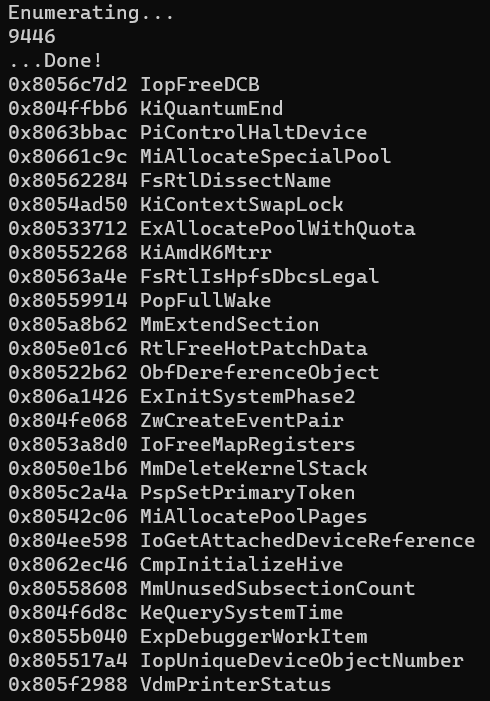 Enumerating...
9446
...Done!
0x8056c7d2 IopFreeDCB
0x804ffbb6 KiQuantumEnd
0x8063bbac PiControlHaltDevice
0x80661c9c MiAllocateSpecialPool
0x80562284 FsRtlDissectName
0x8054ad50 KiContextSwapLock
0x80533712 ExAllocatePoolWithQuota
0x80552268 KiAmdK6Mtrr
0x80563a4e FsRtlIsHpfsDbcsLegal
0x80559914 PopFullWake
0x805a8b62 MmExtendSection
0x805e01c6 RtlFreeHotPatchData
0x80522b62 ObfDereferenceObject
0x806a1426 ExInitSystemPhase2
0x804fe068 ZwCreateEventPair
0x8053a8d0 IoFreeMapRegisters
0x8050e1b6 MmDeleteKernelStack
0x805c2a4a PspSetPrimaryToken
0x80542c06 MiAllocatePoolPages
0x804ee598 IoGetAttachedDeviceReference
0x8062ec46 CmpInitializeHive
0x80558608 MmUnusedSubsectionCount
0x804f6d8c KeQuerySystemTime
0x8055b040 ExpDebuggerWorkItem
0x805517a4 IopUniqueDeviceObjectNumber
0x805f2988 VdmPrinterStatus